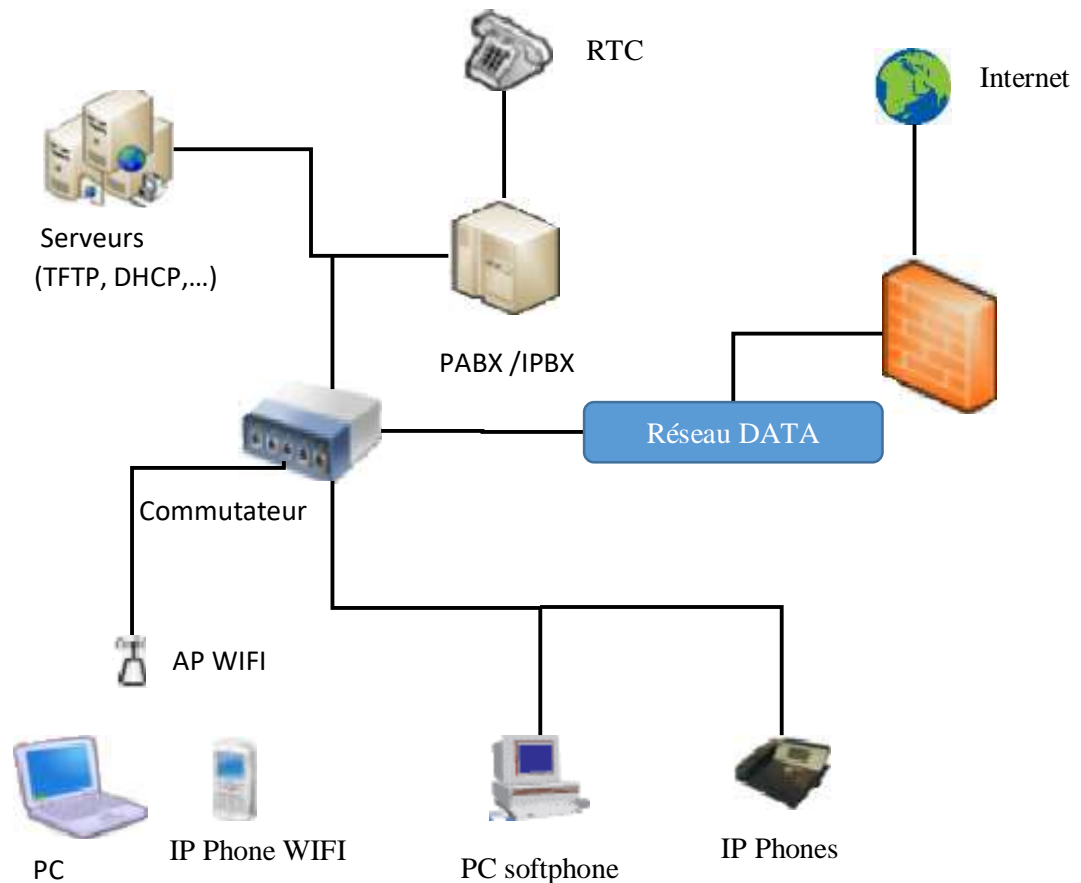 RTC
Internet
Serveurs
(TFTP, DHCP,...)
PABX /IPBX
Réseau DATA
Commutateur
AP WIFI
IP Phone WIFI
IP Phones
PC
PC softphone